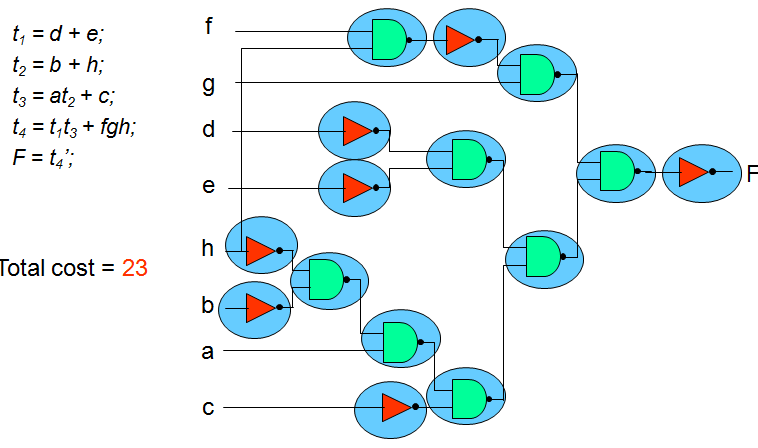 t₁ = d + e;
t₂ = b + h;
t₃ = at₂ + c;
t₄ = t₁t₃ + fgh;
F = t₄’;
Total cost = 23
f
g
d
e
h
b
a
c
F